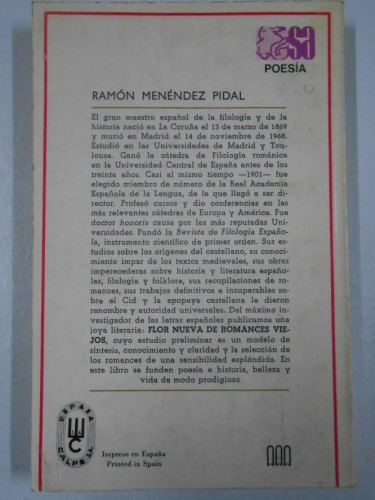 POESÍA
RAMÓN MENÉNDEZ PIDAL
El gran maestro español de la filología y de la
historia nació en La Coruña el 13 de marzo de 1869
y murió en Madrid el 14 de noviembre de 1968.
Estudió en las Universidades de Madrid y Tou-
louse. Ganó la cátedra de Filología románica
en la Universidad Central de España antes de los
treinta años. Casi al mismo tiempo —1901— fue
elegido miembro de número de la Real Academia
Española de la Lengua, de la que llegó a ser di-
rector. Profesó cursos y dio conferencias en las
más relevantes cátedras de Europa y América. Fue
doctor honoris causa por las más reputadas Uni-
versidades. Fundó la Revista de Filología Españo-
la, instrumento científico de primer orden. Sus es-
tudios sobre los orígenes del castellano, su conoci-
miento impar de los textos medievales, sus obras
imperecederas sobre historia y literatura españo-
las, filología y folklore, sus recopilaciones de ro-
mances, sus trabajos definitivos e insuperables so-
bre el Cid y la epopeya castellana le dieron
renombre y autoridad universales. Del máximo in-
vestigador de las letras españolas publicamos una
joya literaria: FLOR NUEVA DE ROMANCES VIE-
JOS, cuyo estudio preliminar es un modelo de
síntesis, conocimiento y claridad y la selección de
los romances de una sensibilidad espléndida. En
este libro se funden poesía e historia, belleza y
vida de modo prodigioso
ESPASA
CALPE, S.A.
Impreso en España
Printed in Spain